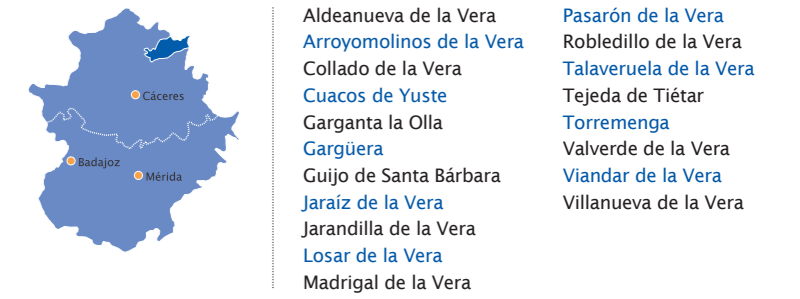 Cáceres
Badajoz
Mérida
Aldeanueva de la Vera
Arroyomolinos de la Vera
Collado de la Vera
Cuacos de Yuste
Garganta la Olla
Gargüera
Guijo de Santa Bárbara
Jaraíz de la Vera
Jarandilla de la Vera
Losar de la Vera
Madrigal de la Vera
Pasarón de la Vera
Robledillo de la Vera
Talaveruela de la Vera
Tejeda de Tiétar
Torremenga
Valverde de la Vera
Viandar de la Vera
Villanueva de la Vera